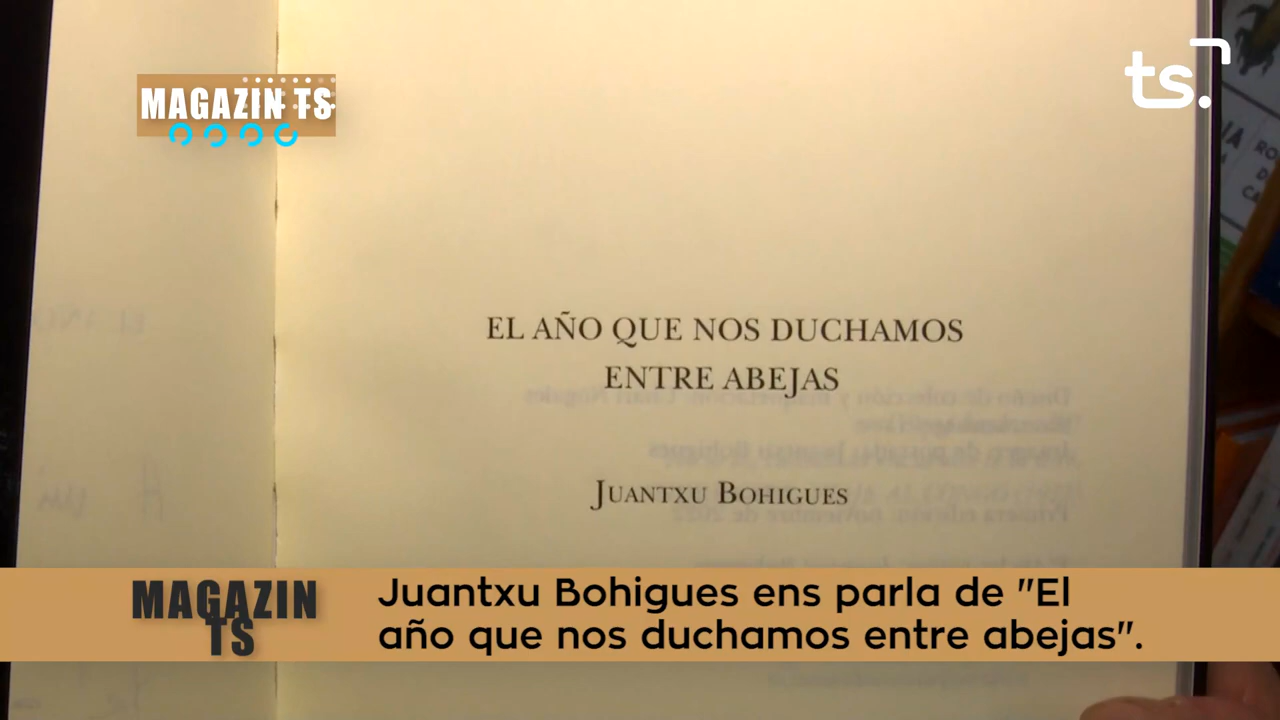 MAGAZIN TS
ts.
EL AÑO QUE NOS DUCHAMOS
ENTRE ABEJAS
JUANTXU BOHIGUES
MAGAZIN
TS
Juantxu Bohigues ens parla de "El
año que nos duchamos entre abejas".